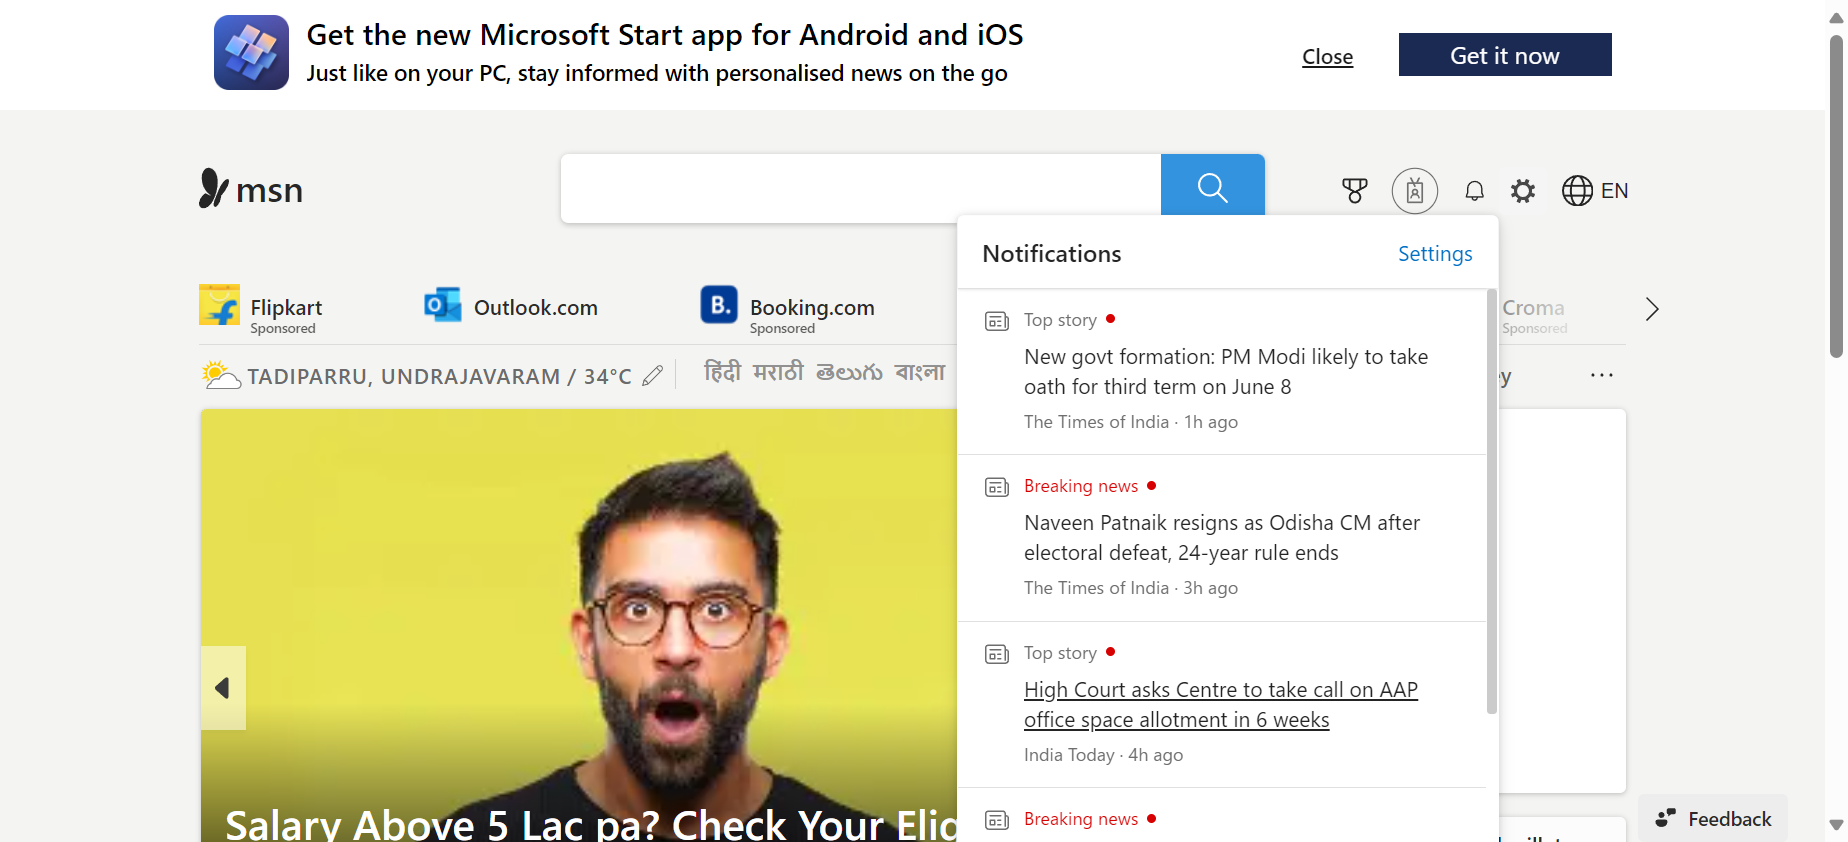 Get the new Microsoft Start app for Android and iOS
Just like on your PC, stay informed with personalised news on the go
Close
Get it now
msn
EN
Flipkart
Sponsored
Outlook.com
B.
Booking.com
Sponsored
Croma
Sponsored
TADIPARRU, UNDRAJAVARAM / 34°C
हिंदी मराठी తెలుగు বাংলা
Notifications
Settings
Top story
New govt formation: PM Modi likely to take
oath for third term on June 8
The Times of India · 1h ago
Breaking news
Naveen Patnaik resigns as Odisha CM after
electoral defeat, 24-year rule ends
The Times of India · 3h ago
Top story
High Court asks Centre to take call on AAP
office space allotment in 6 weeks
India Today · 4h ago
Breaking news
Salary Above 5 Lac pa? Check Your
Feedback